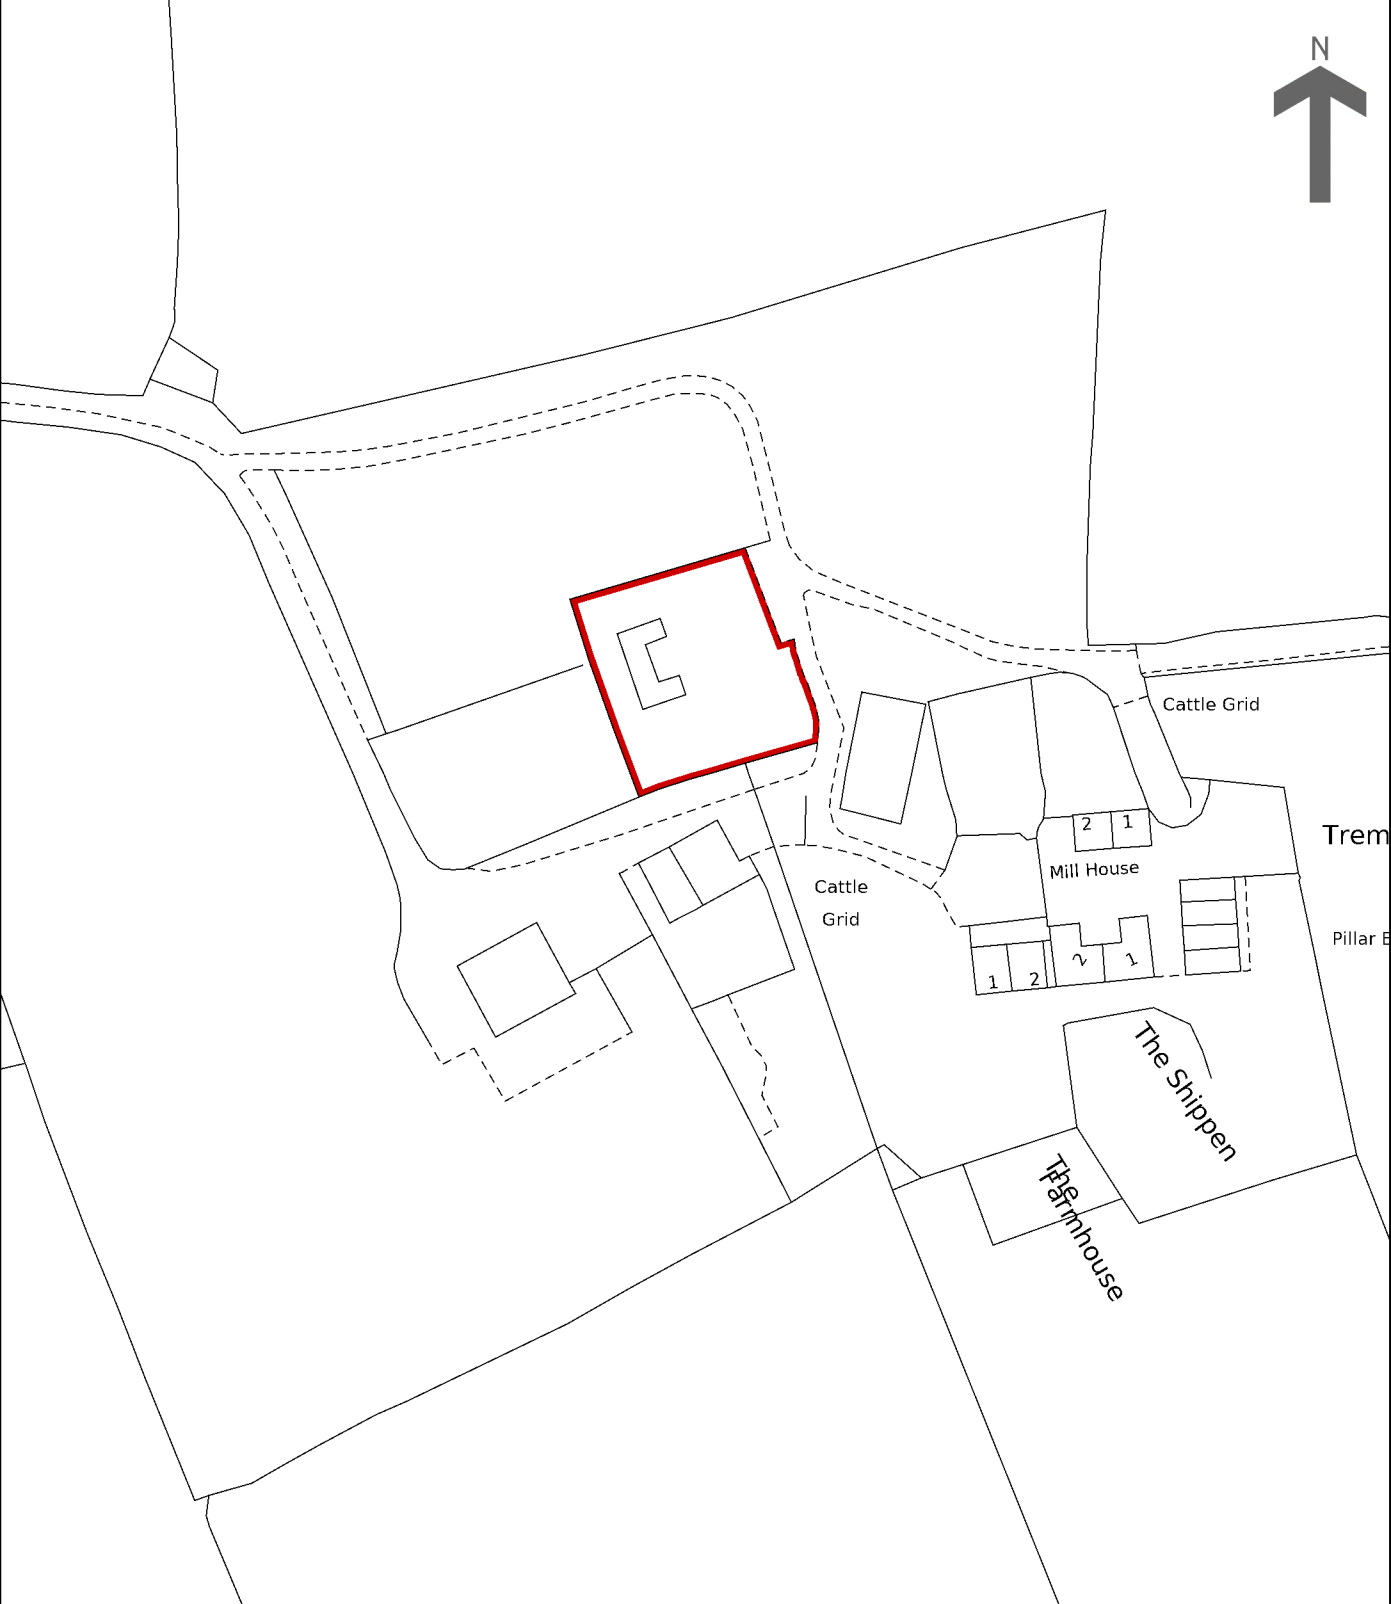 N
Cattle Grid
2 1
Trem
Mill House
Cattle
Grid
Pillar
1 2 2 1
The Shippen
The
Farmhouse